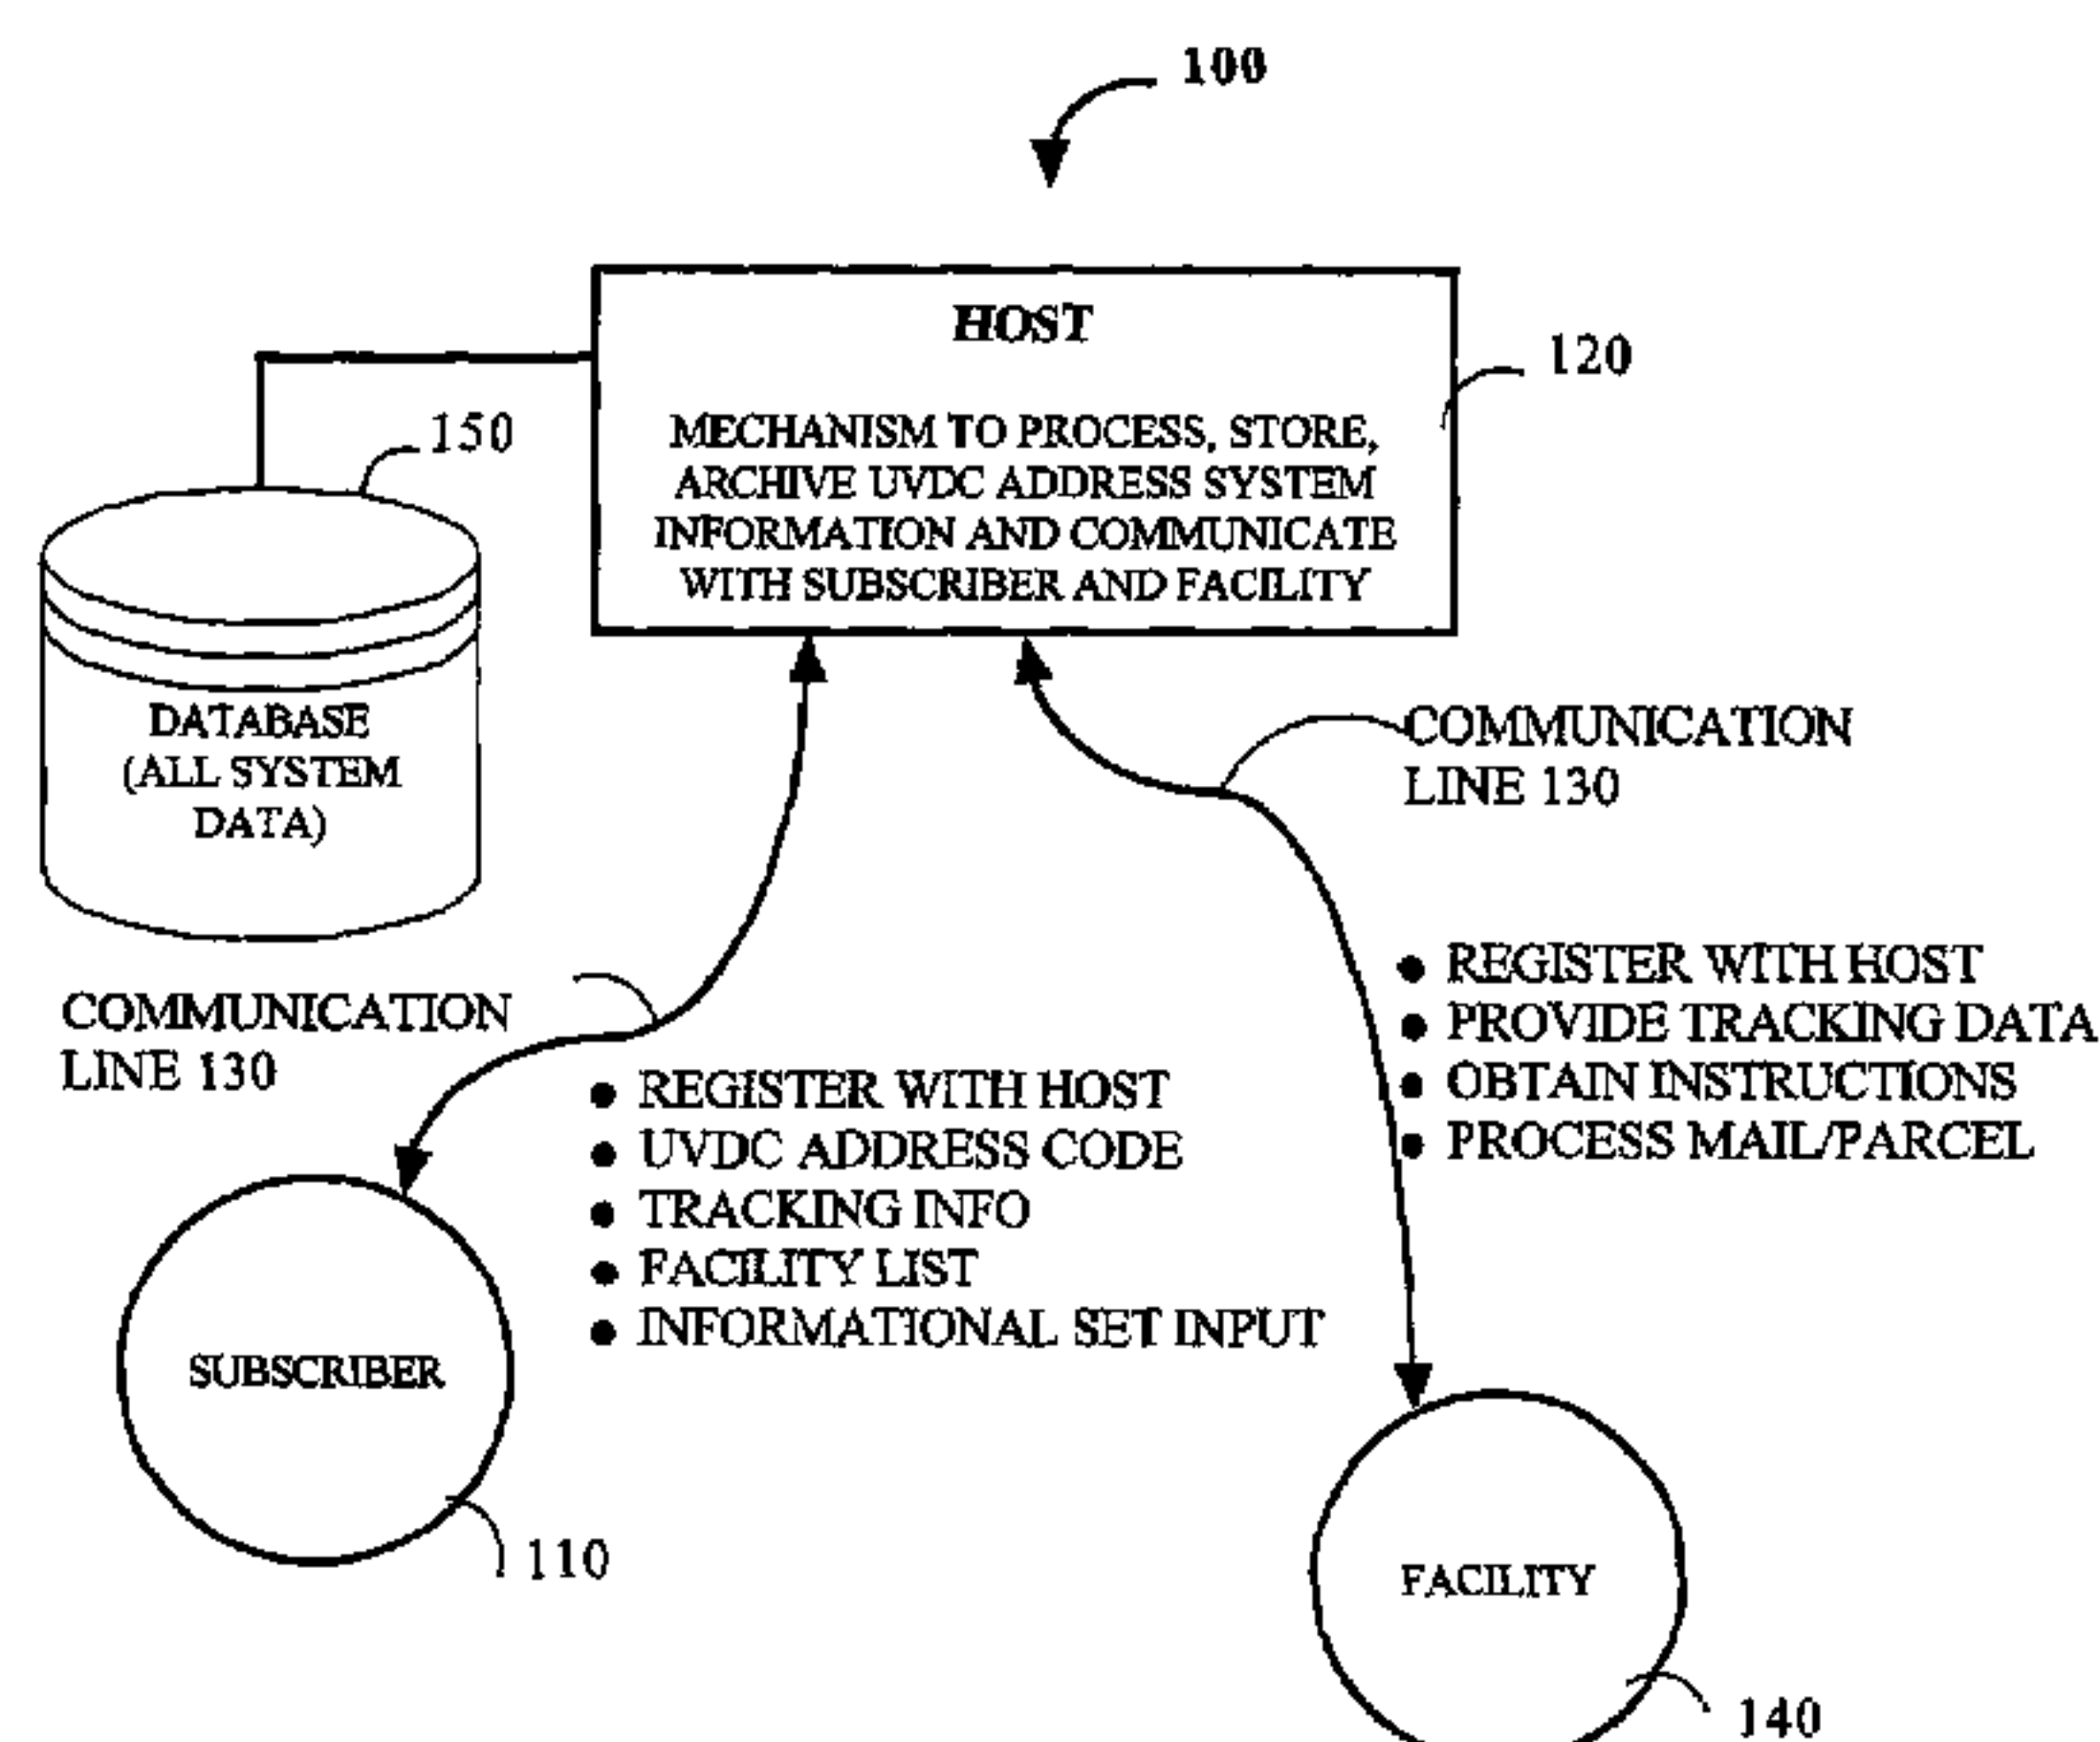 100
HOST
120
MECHANISM TO PROCESS, STORE,
ARCHIVE UVDC ADDRESS SYSTEM
INFORMATION AND COMMUNICATE
WITH SUBSCRIBER AND FACILITY
150
DATABASE
(ALL SYSTEM
DATA)
COMMUNICATION
LINE 130
COMMUNICATION
LINE 130
● REGISTER WITH HOST
● PROVIDE TRACKING DATA
● OBTAIN INSTRUCTIONS
● PROCESS MAIL/PARCEL
● REGISTER WITH HOST
● UVDC ADDRESS CODE
● TRACKING INFO
● FACILITY LIST
● INFORMATIONAL SET INPUT
SUBSCRIBER
110
FACILITY
140